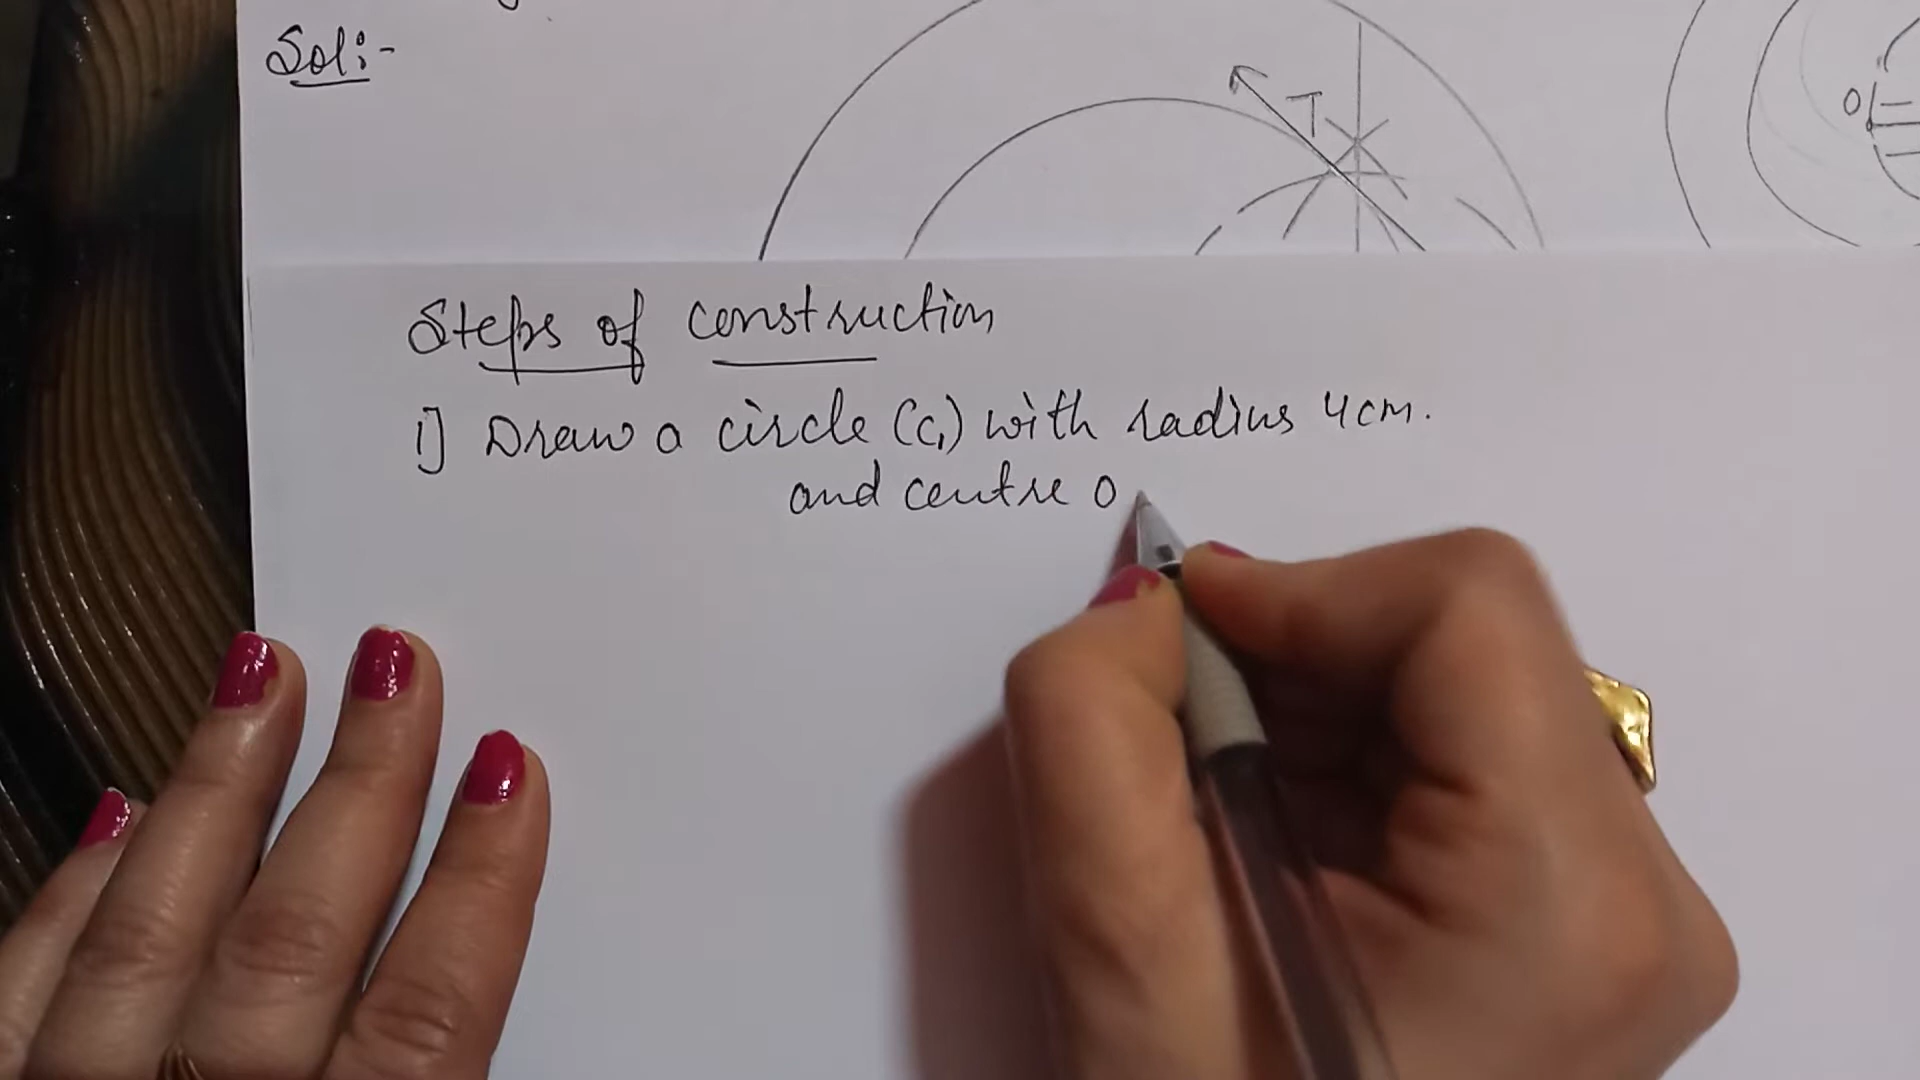 Sol:-
T
O
Steps of construction
1] Draw a circle (C₁) with radius 4cm.
and centre O